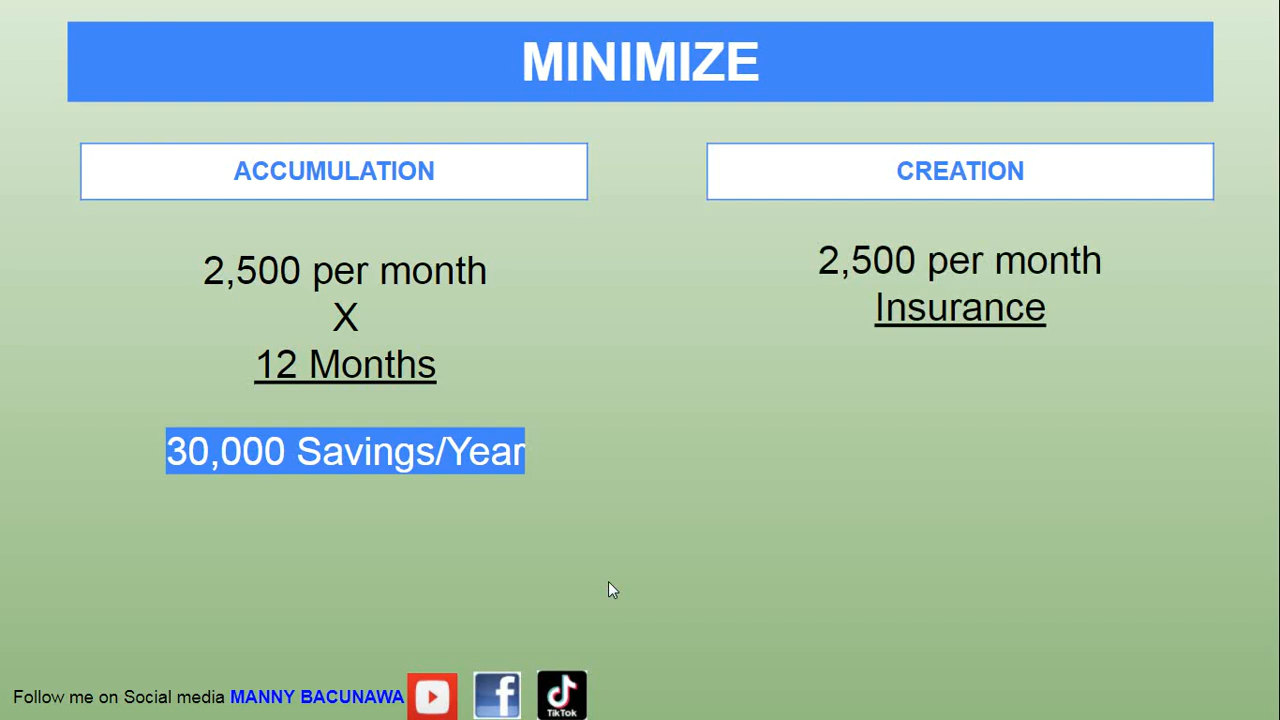 MINIMIZE
ACCUMULATION
2,500 per month
X
12 Months
30,000 Savings/Year
CREATION
2,500 per month
Insurance
Follow me on Social media MANNY BACUNAWA
TikTok